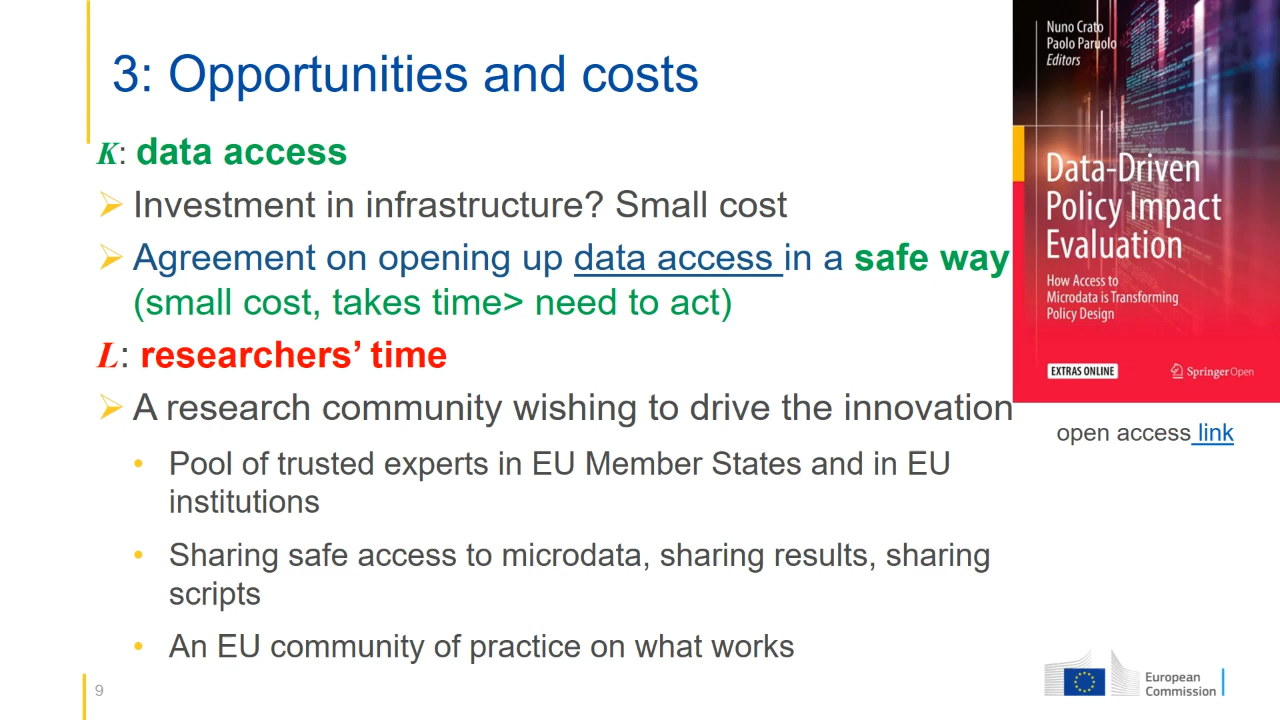 3: Opportunities and costs
K: data access
Investment in infrastructure? Small cost
Agreement on opening up data access in a safe way
(small cost, takes time> need to act)
L: researchers’ time
A research community wishing to drive the innovation
• Pool of trusted experts in EU Member States and in EU
institutions
• Sharing safe access to microdata, sharing results, sharing
scripts
• An EU community of practice on what works
9
Nuno Crato
Paolo Paruolo
Editors
Data-Driven
Policy Impact
Evaluation
How Access to
Microdata is Transforming
Policy Design
EXTRAS ONLINE
Springer Open
open access link
European
Commission